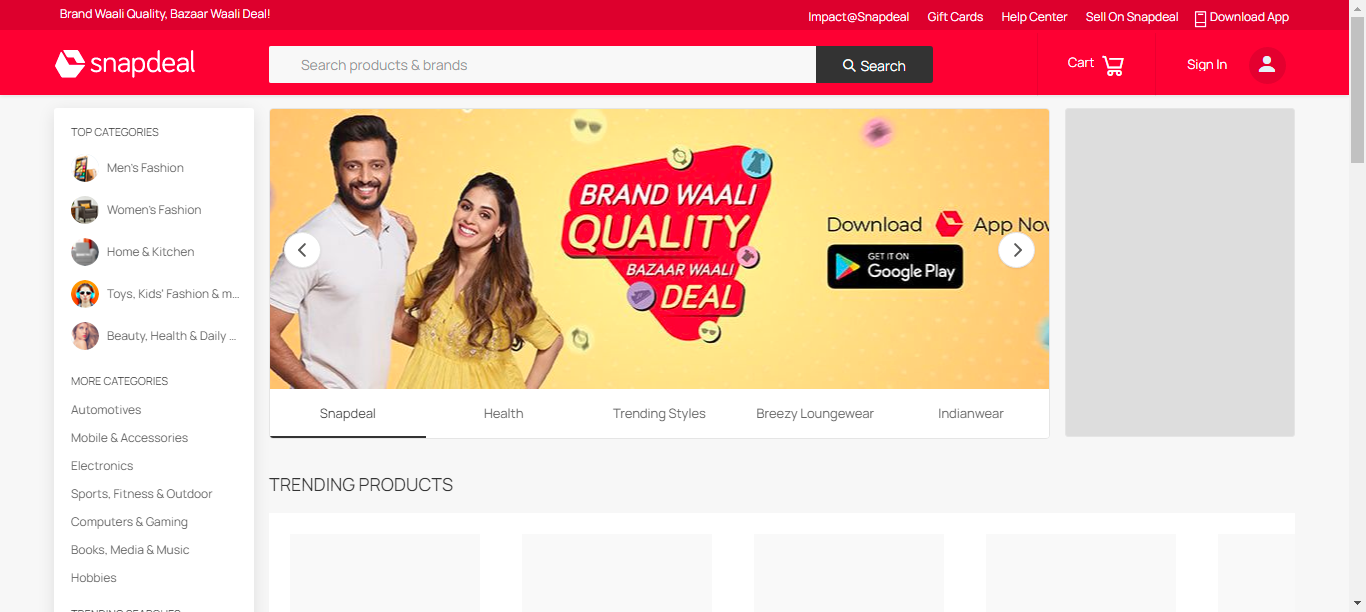 Brand Waali Quality, Bazaar Waali Deal!
Impact@Snapdeal
Gift Cards
Help Center
Sell On Snapdeal
Download App
snapdeal
Search products & brands
Search
Cart
Sign In
TOP CATEGORIES
Men's Fashion
Women's Fashion
Home & Kitchen
Toys, Kids' Fashion & m...
Beauty, Health & Daily ...
MORE CATEGORIES
Automotives
Mobile & Accessories
Electronics
Sports, Fitness & Outdoor
Computers & Gaming
Books, Media & Music
Hobbies
TRENDING SEARCHES
BRAND WAALI
QUALITY
BAZAAR WAALI
DEAL
Download App Now
GET IT ON
Google Play
Snapdeal
Health
Trending Styles
Breezy Loungewear
Indianwear
TRENDING PRODUCTS